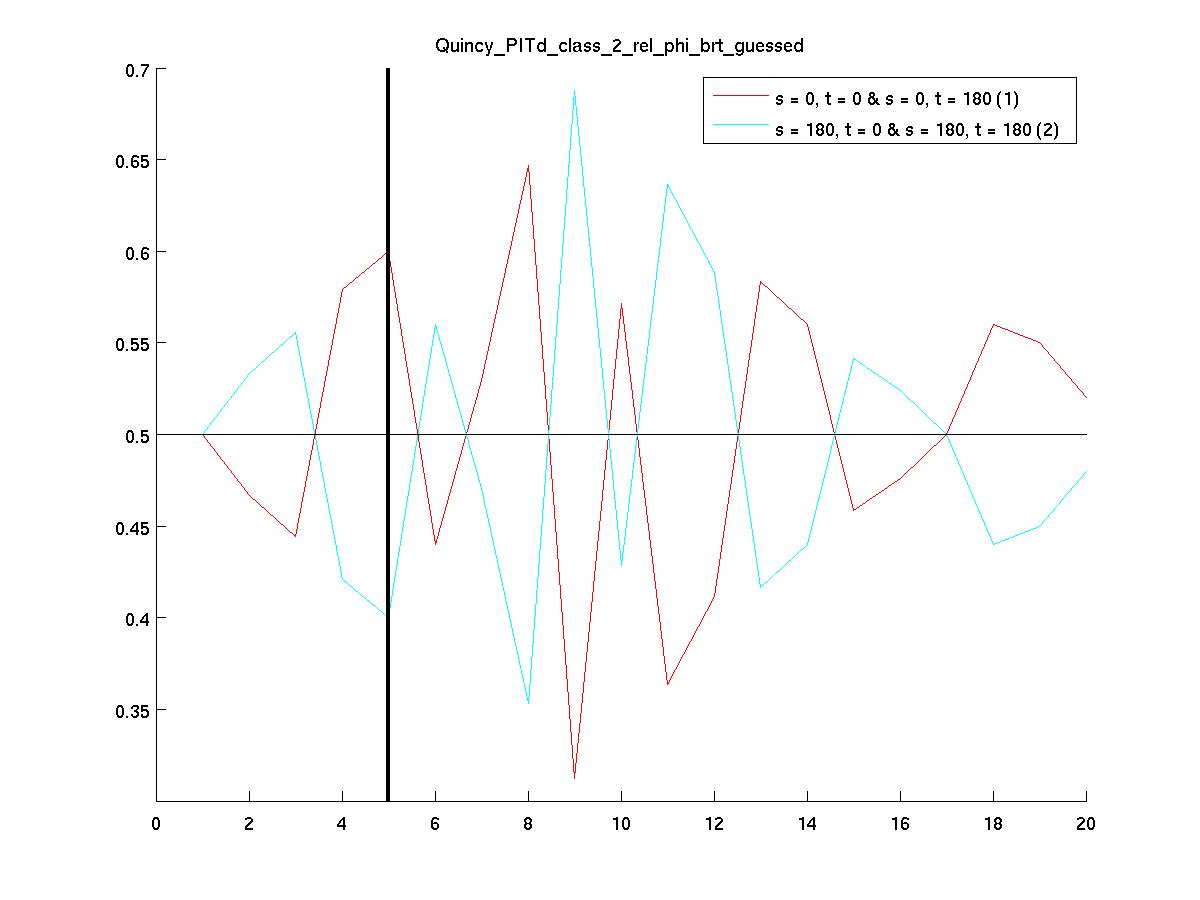 Quincy_PITd_class_2_rel_phi_brt_guessed
s = 0, t = 0 & s = 0, t = 180 (1)
s = 180, t = 0 & s = 180, t = 180 (2)
0.7
0.65
0.6
0.55
0.5
0.45
0.4
0.35
0 2 4 6 8 10 12 14 16 18 20